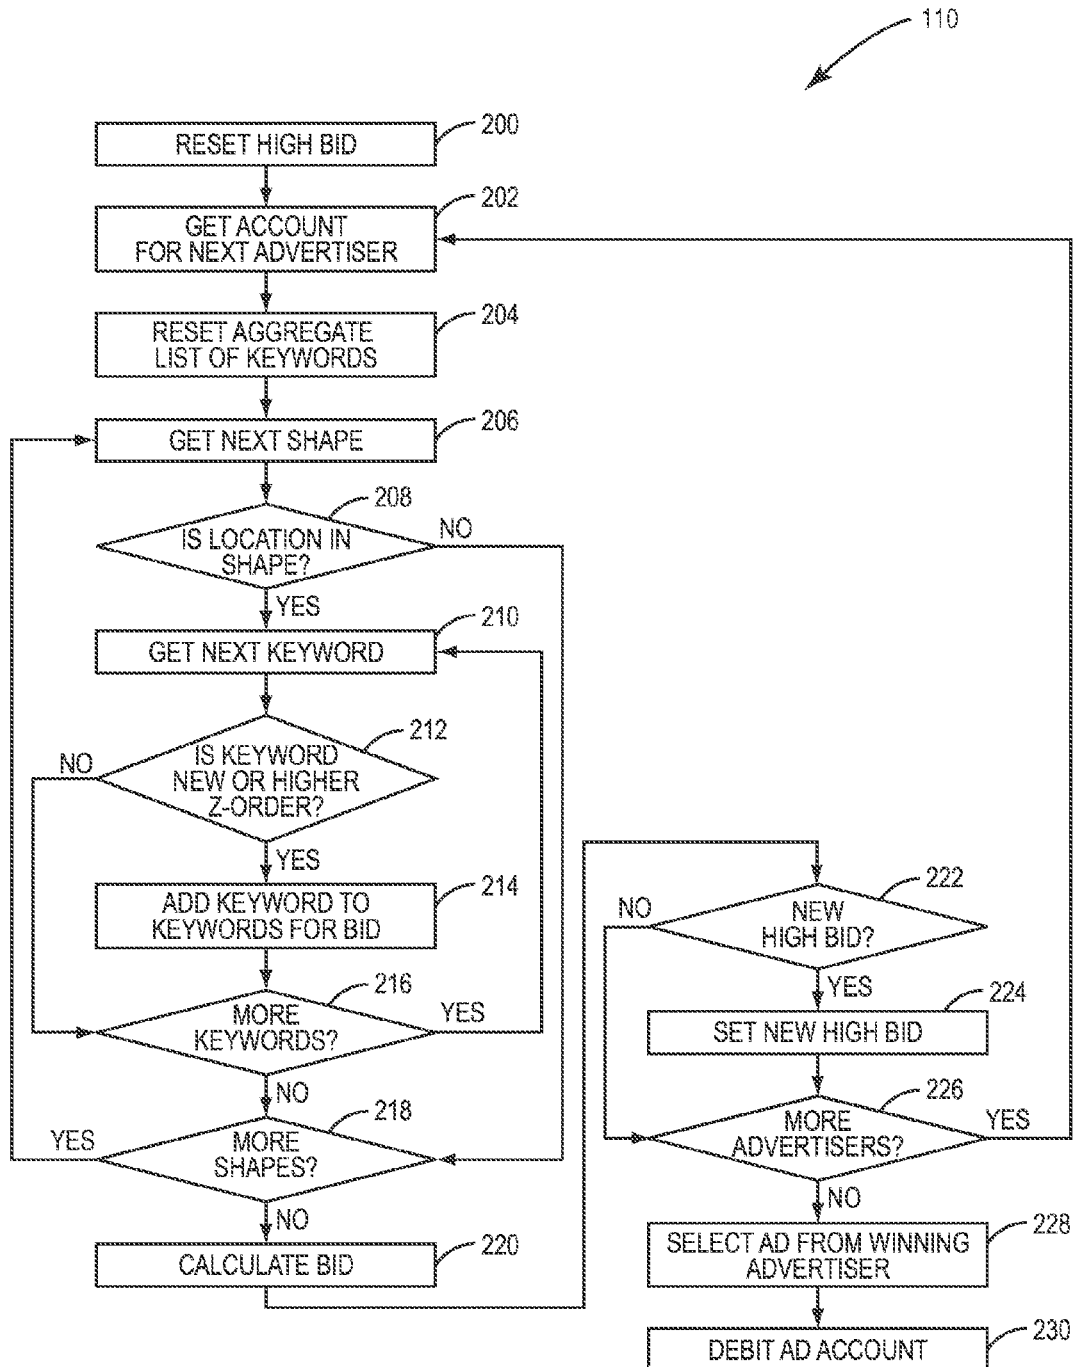 110
RESET HIGH BID
200
GET ACCOUNT
FOR NEXT ADVERTISER
202
RESET AGGREGATE
LIST OF KEYWORDS
204
GET NEXT SHAPE
206
IS LOCATION IN
SHAPE?
208
NO
YES
GET NEXT KEYWORD
210
IS KEYWORD
NEW OR HIGHER
Z-ORDER?
212
NO
YES
ADD KEYWORD TO
KEYWORDS FOR BID
214
MORE
KEYWORDS?
216
YES
NO
MORE
SHAPES?
218
YES
NO
CALCULATE BID
220
NEW
HIGH BID?
222
NO
YES
SET NEW HIGH BID
224
MORE
ADVERTISERS?
226
YES
NO
SELECT AD FROM WINNING
ADVERTISER
228
DEBIT AD ACCOUNT
230